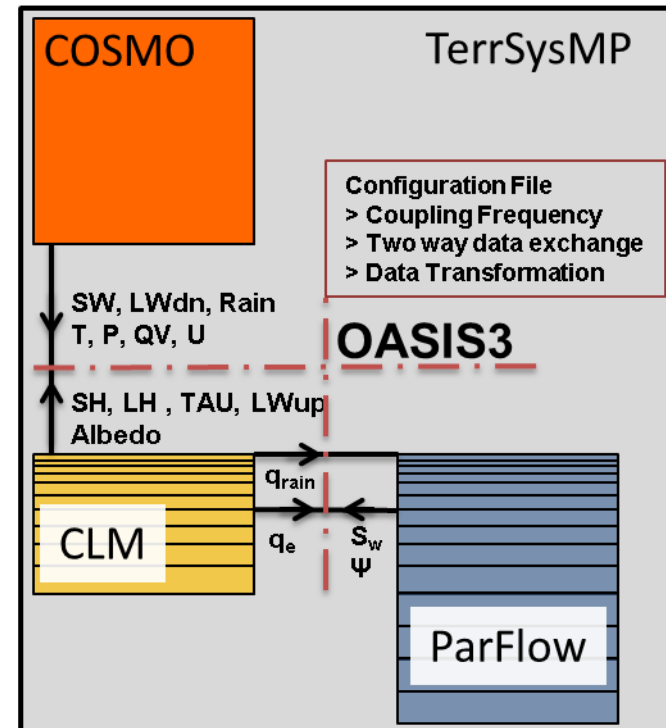 COSMO
TerrSysMP
Configuration File
> Coupling Frequency
> Two way data exchange
> Data Transformation
SW, LWdn, Rain
T, P, QV, U
OASIS3
SH, LH , TAU, LWup
Albedo
qrain
CLM
qe
Sw
Ψ
ParFlow